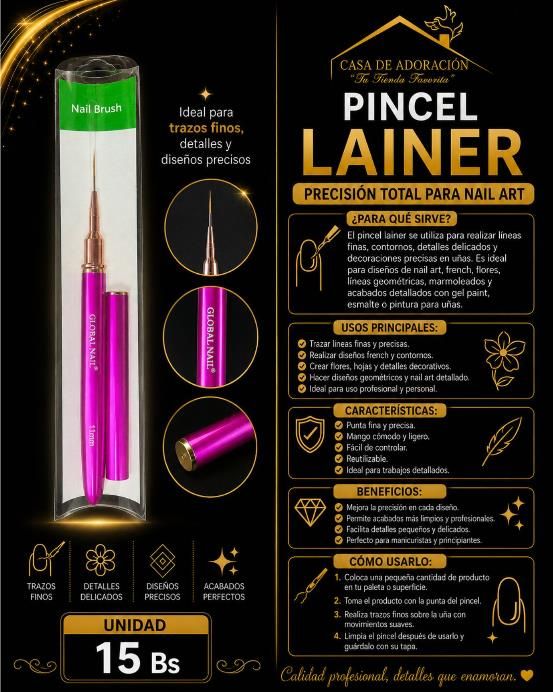 Nail Brush
Ideal para
trazos finos,
detalles y
diseños precisos
GLOBAL NAIL®
11mm
GLOBAL NAIL®
TRAZOS
FINOS
DETALLES
DELICADOS
DISEÑOS
PRECISOS
ACABADOS
PERFECTOS
UNIDAD
15 Bs
CASA DE ADORACIÓN
"Tu Tienda Favorita"
PINCEL
LAINER
PRECISIÓN TOTAL PARA NAIL ART
¿PARA QUÉ SIRVE?
El pincel lainer se utiliza para realizar líneas
finas, contornos, detalles delicados y
decoraciones precisas en uñas. Es ideal
para diseños de nail art, french, flores,
líneas geométricas, marmoleados y
acabados detallados con gel paint,
esmalte o pintura para uñas.
USOS PRINCIPALES:
Trazar líneas finas y precisas.
Realizar diseños french y contornos.
Crear flores, hojas y detalles decorativos.
Hacer diseños geométricos y nail art detallado.
Ideal para uso profesional y personal.
CARACTERÍSTICAS:
Punta fina y precisa.
Mango cómodo y ligero.
Fácil de controlar.
Reutilizable.
Ideal para trabajos detallados.
BENEFICIOS:
Mejora la precisión en cada diseño.
Permite acabados más limpios y profesionales.
Facilita detalles pequeños y delicados.
Perfecto para manicuristas y principiantes.
CÓMO USARLO:
1. Coloca una pequeña cantidad de producto
en tu paleta o superficie.
2. Toma el producto con la punta del pincel.
3. Realiza trazos finos sobre la uña con
movimientos suaves.
4. Limpia el pincel después de usarlo y
guárdalo con su tapa.
Calidad profesional, detalles que enamoran.